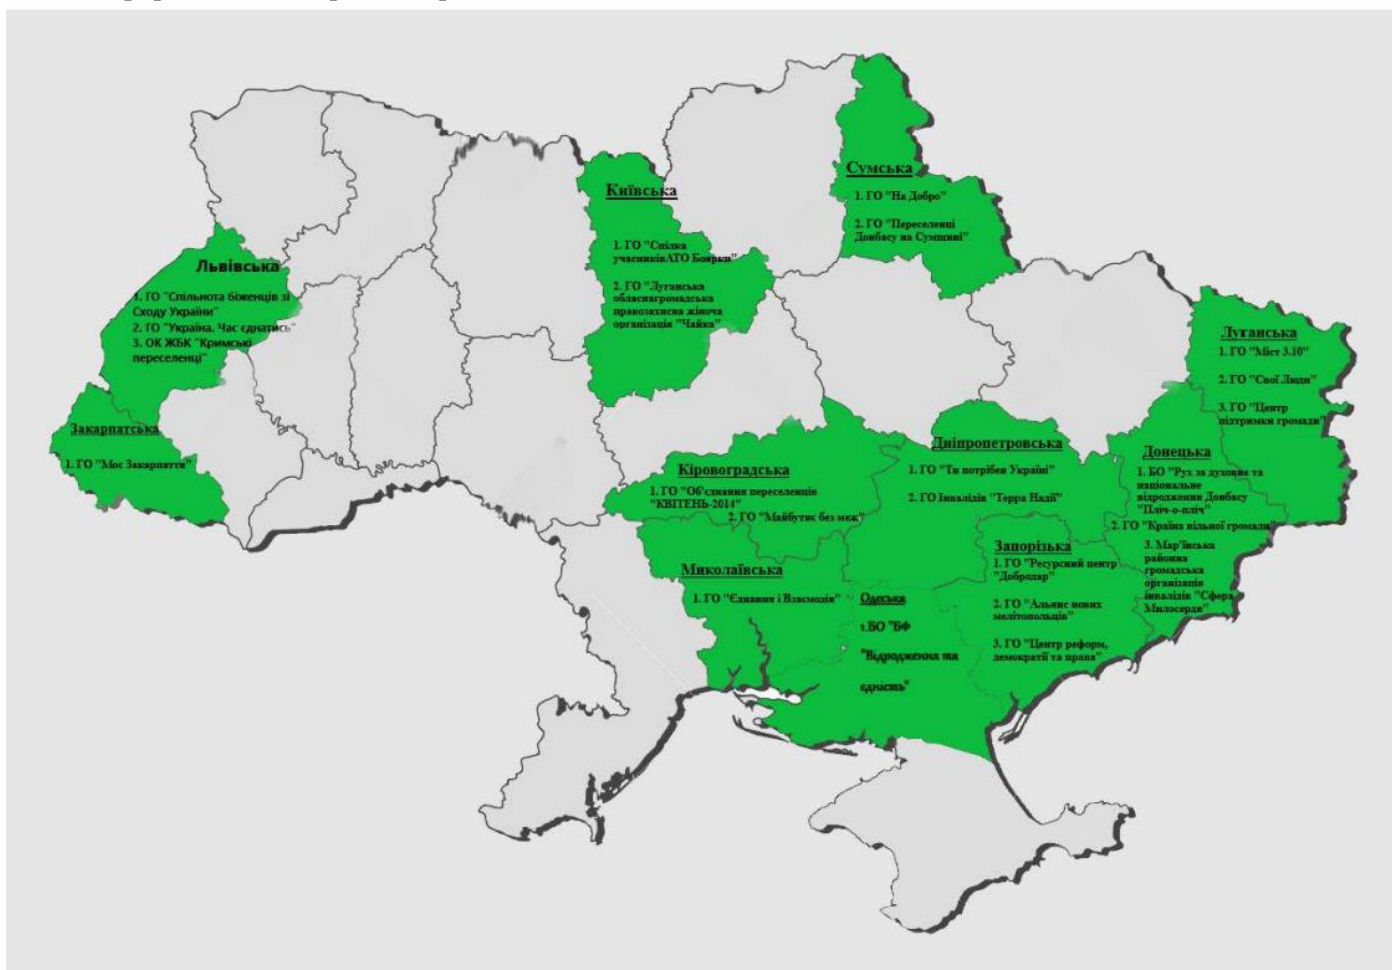 Сумська
1. ГО "На Добро"
2. ГО "Переселенці
Донбасу на Сумщині"
Київська
1. ГО "Спілка
учасниківАТО Боярки"
2. ГО "Луганська
обласнагромадська
правозахисна жіноча
організація "Чайка"
Львівська
1. ГО "Спільнота біженців зі
Сходу України"
2. ГО "Україна. Час єднатись"
3. ОК ЖБК "Кримські
переселенці"
Закарпатська
1. ГО "Моє Закарпаття"
Луганська
1. ГО "Міст 3.10"
2. ГО "Свої Люди"
3. ГО "Центр
підтримки громади"
Донецька
1. БО "Рух за духовне та
національне
відродження Донбасу
"Пліч-о-пліч"
2. ГО "Країна вільної громади"
3. Мар'їнська
районна
громадська
організація
інвалідів "Сфера
Милосердя"
Дніпропетровська
1. ГО "Ти потрібен Україні"
2. ГО Інвалідів "Терра Надії"
Кіровоградська
1. ГО "Об'єднання переселенців
"КВІТЕНЬ-2014"
2. ГО "Майбутнє без меж"
Запорізька
1. ГО "Ресурсний центр
"Добродар"
2. ГО "Альянс нових
мелітопольців"
3. ГО "Центр реформ,
демократії та права"
Миколаївська
1. ГО "Єднання і Взаємодія"
Одеська
1.БО "БФ
"Відродження та
єдність"